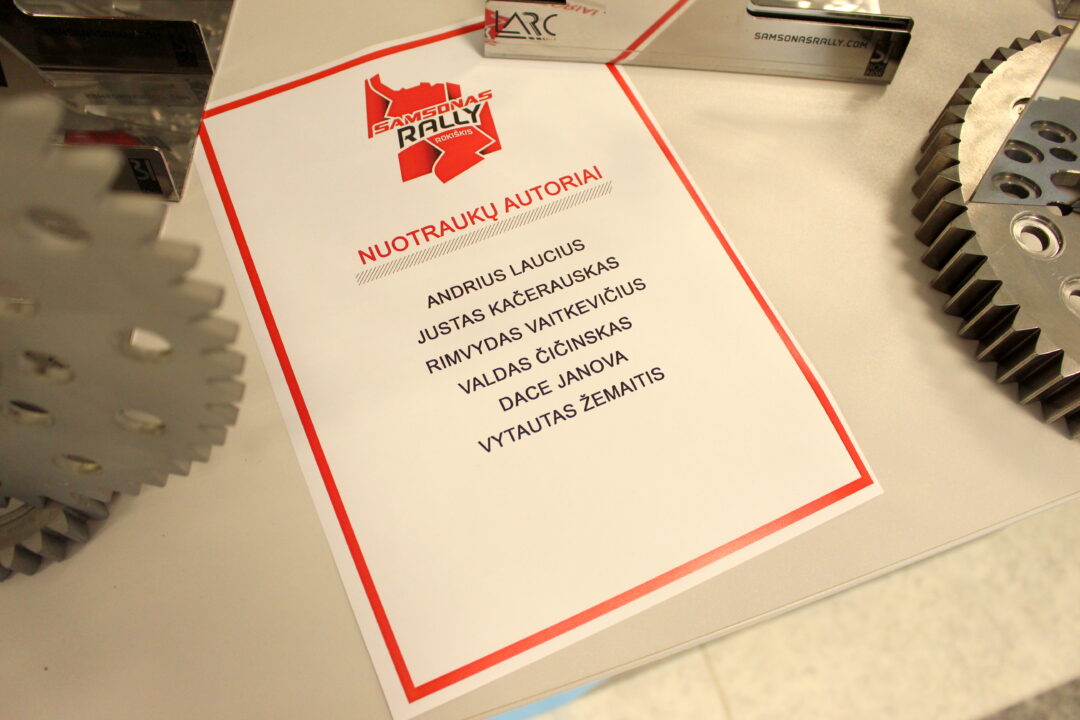 LARC
SAMSONASRALLY.COM
SAMSONAS
RALLY
ROKIŠKIS
NUOTRAUKŲ AUTORIAI
ANDRIUS LAUCIUS
JUSTAS KAČERAUSKAS
RIMVYDAS VAITKEVIČIUS
VALDAS ČIČINSKAS
DACE JANOVA
VYTAUTAS ŽEMAITIS